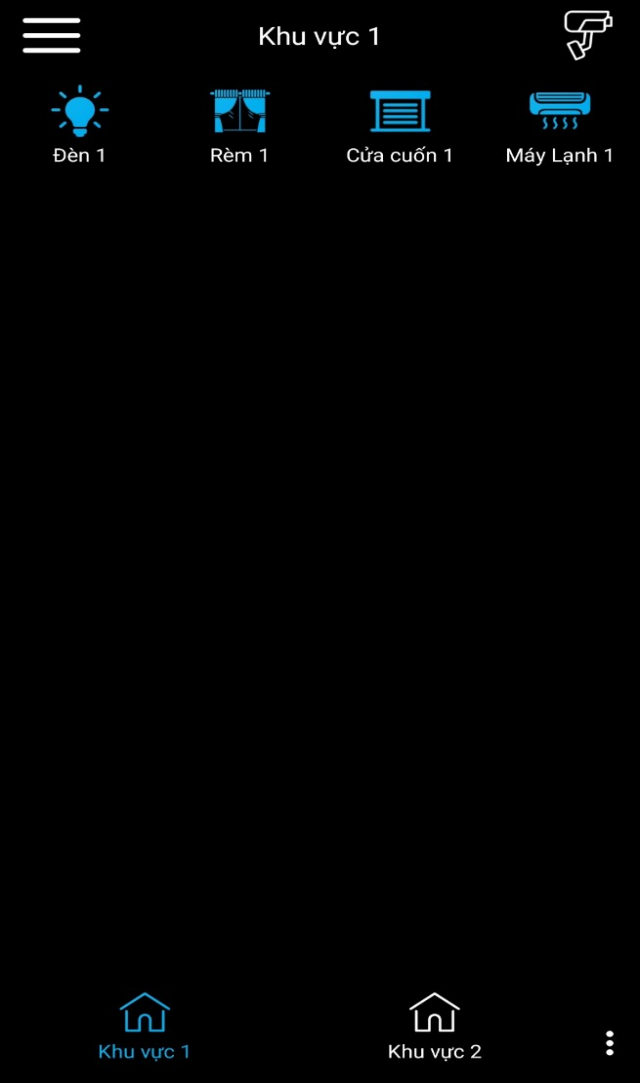 Khu vực 1
Đèn 1
Rèm 1
Cửa cuốn 1
Máy Lạnh 1
Khu vực 1
Khu vực 2